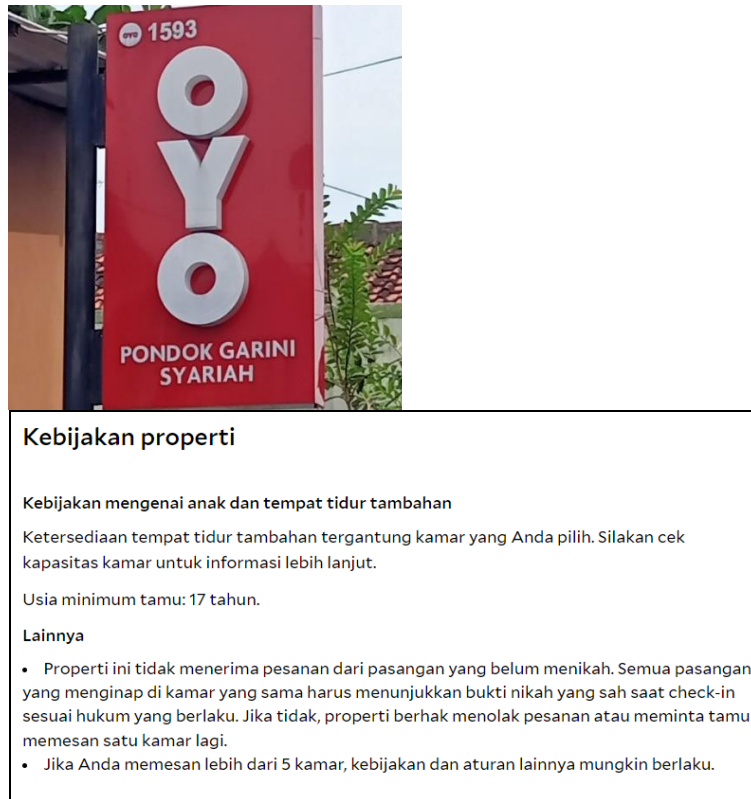 OYO 1593
OYO
PONDOK GARINI
SYARIAH
Kebijakan properti
Kebijakan mengenai anak dan tempat tidur tambahan
Ketersediaan tempat tidur tambahan tergantung kamar yang Anda pilih. Silakan cek
kapasitas kamar untuk informasi lebih lanjut.
Usia minimum tamu: 17 tahun.
Lainnya
• Properti ini tidak menerima pesanan dari pasangan yang belum menikah. Semua pasangan
yang menginap di kamar yang sama harus menunjukkan bukti nikah yang sah saat check-in
sesuai hukum yang berlaku. Jika tidak, properti berhak menolak pesanan atau meminta tamu
memesan satu kamar lagi.
• Jika Anda memesan lebih dari 5 kamar, kebijakan dan aturan lainnya mungkin berlaku.